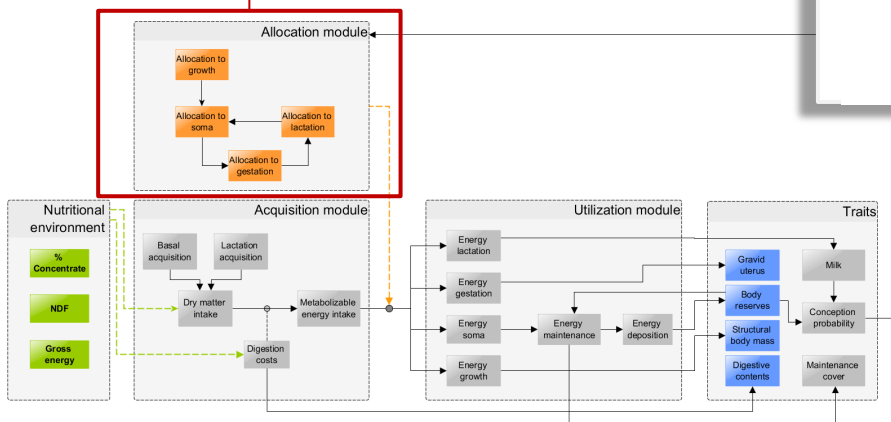 Allocation module
Allocation to
growth
Allocation to
soma
Allocation to
lactation
Allocation to
gestation
Nutritional
environment
%
Concentrate
NDF
Gross
energy
Acquisition module
Basal
acquisition
Lactation
acquisition
Dry matter
intake
Metabolizable
energy intake
Digestion
costs
Utilization module
Energy
lactation
Energy
gestation
Energy
soma
Energy
maintenance
Energy
deposition
Energy
growth
Traits
Gravid
uterus
Milk
Body
reserves
Conception
probability
Structural
body mass
Digestive
contents
Maintenance
cover